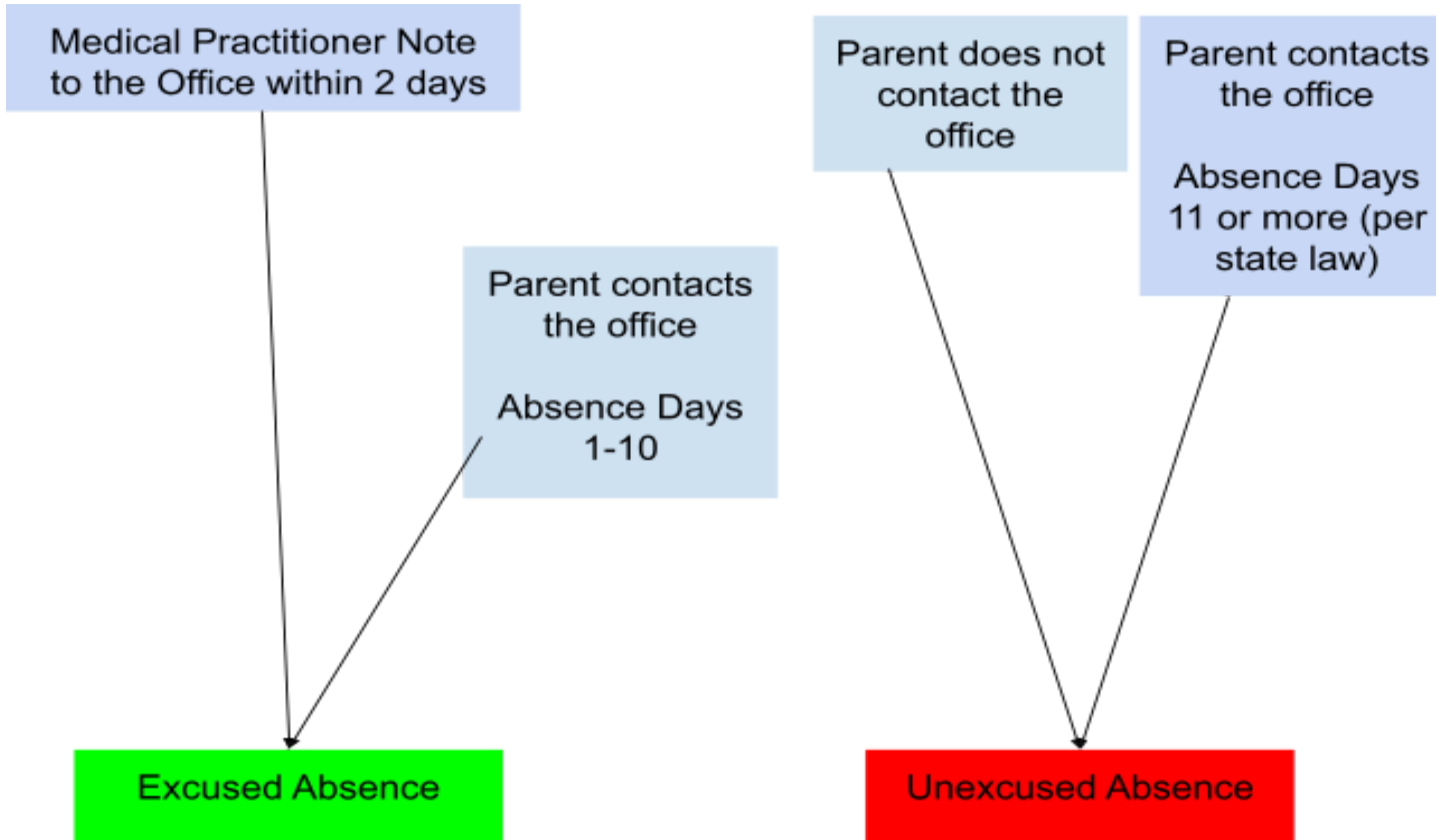 Medical Practitioner Note
to the Office within 2 days
Parent contacts
the office
Absence Days
1-10
Excused Absence
Parent does not
contact the
office
Parent contacts
the office
Absence Days
11 or more (per
state law)
Unexcused Absence